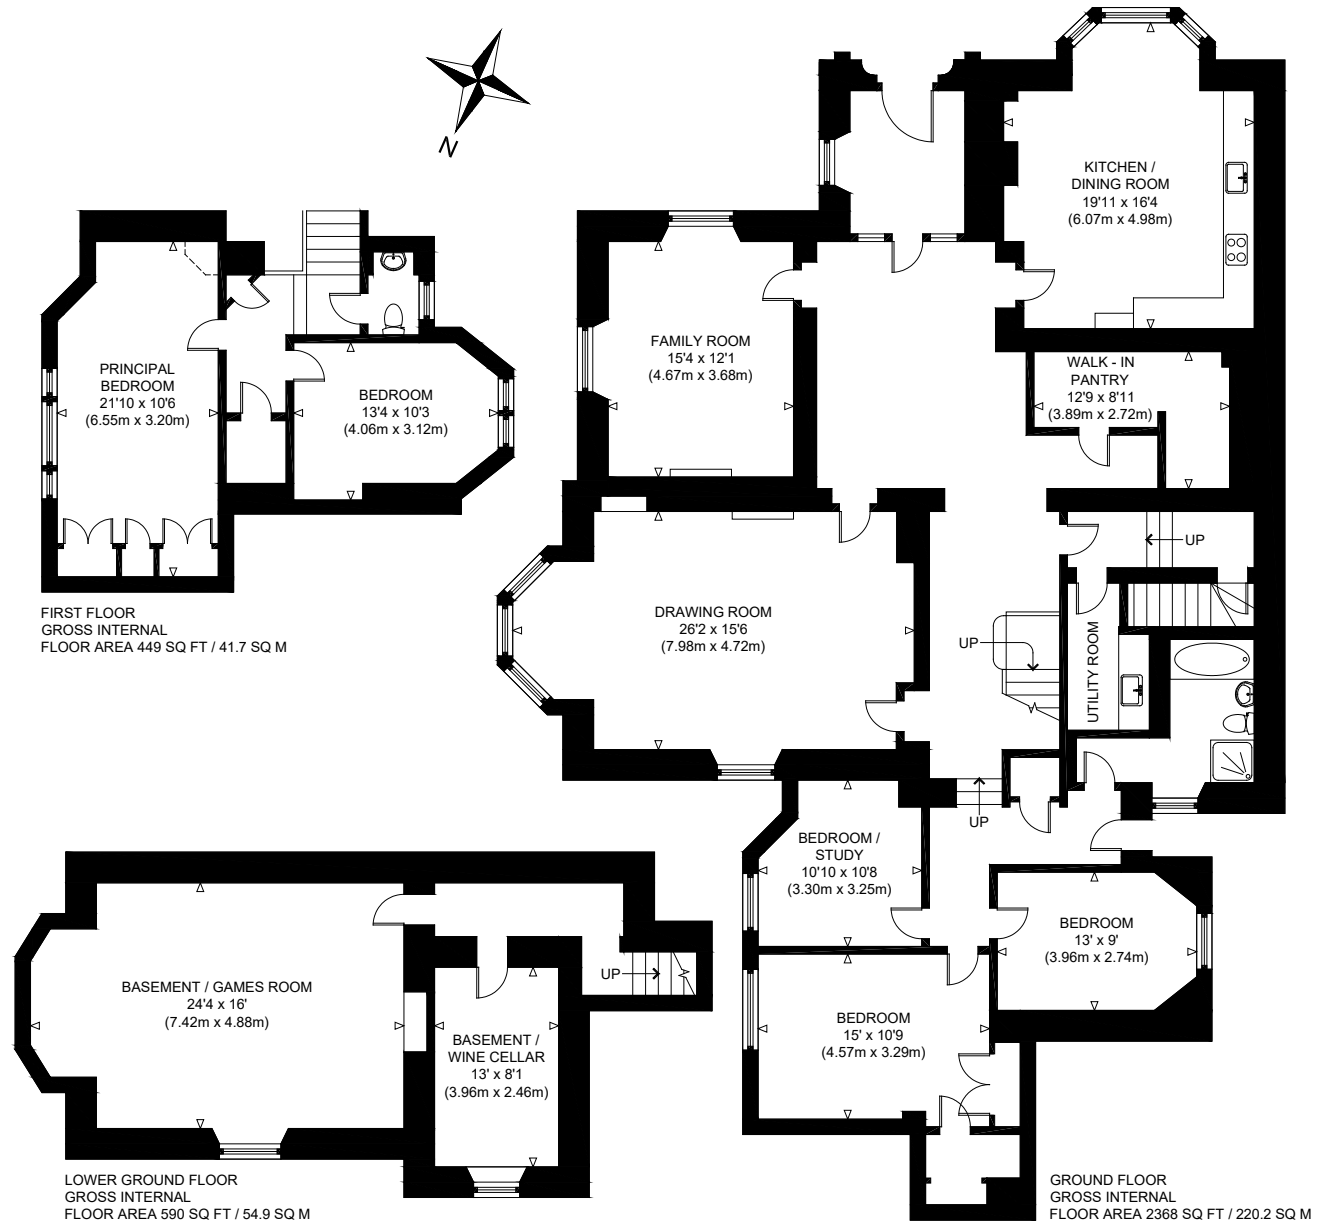 N
KITCHEN /
DINING ROOM
19'11 x 16'4
(6.07m x 4.98m)
FAMILY ROOM
15'4 x 12'1
(4.67m x 3.68m)
WALK - IN
PANTRY
12'9 x 8'11
(3.89m x 2.72m)
PRINCIPAL
BEDROOM
21'10 x 10'6
(6.55m x 3.20m)
BEDROOM
13'4 x 10'3
(4.06m x 3.12m)
UP
FIRST FLOOR
GROSS INTERNAL
FLOOR AREA 449 SQ FT / 41.7 SQ M
DRAWING ROOM
26'2 x 15'6
(7.98m x 4.72m)
UP
UTILITY ROOM
UP
BEDROOM /
STUDY
10'10 x 10'8
(3.30m x 3.25m)
BEDROOM
13' x 9'
(3.96m x 2.74m)
BASEMENT / GAMES ROOM
24'4 x 16'
(7.42m x 4.88m)
UP
BASEMENT /
WINE CELLAR
13' x 8'1
(3.96m x 2.46m)
BEDROOM
15' x 10'9
(4.57m x 3.29m)
LOWER GROUND FLOOR
GROSS INTERNAL
FLOOR AREA 590 SQ FT / 54.9 SQ M
GROUND FLOOR
GROSS INTERNAL
FLOOR AREA 2368 SQ FT / 220.2 SQ M